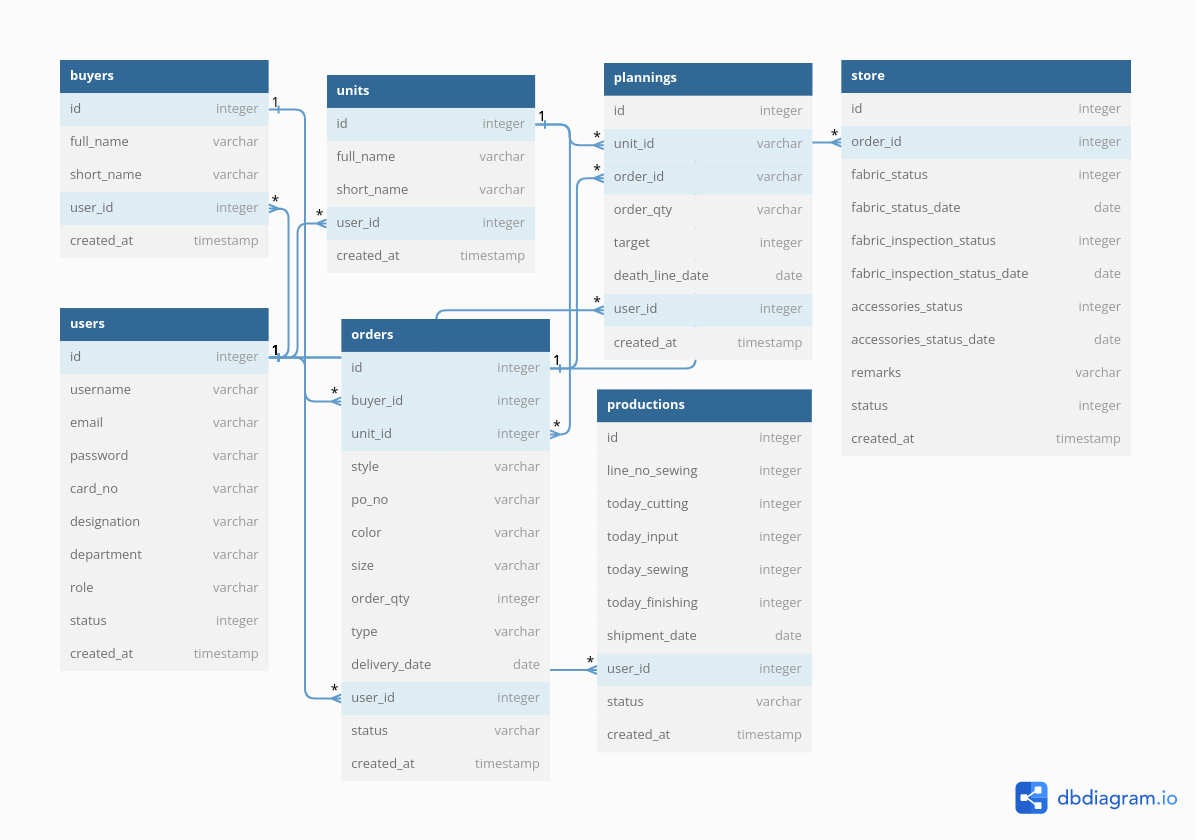 buyers
id integer
full_name varchar
short_name varchar
user_id integer
created_at timestamp
1
*
users
id integer
username varchar
email varchar
password varchar
card_no varchar
designation varchar
department varchar
role varchar
status integer
created_at timestamp
1
units
id integer
full_name varchar
short_name varchar
user_id integer
created_at timestamp
1
*
orders
id integer
buyer_id integer
unit_id integer
style varchar
po_no varchar
color varchar
size varchar
order_qty integer
type varchar
delivery_date date
user_id integer
status varchar
created_at timestamp
1
*
*
*
plannings
id integer
unit_id varchar
order_id varchar
order_qty varchar
target integer
death_line_date date
user_id integer
created_at timestamp
*
*
*
productions
id integer
line_no_sewing integer
today_cutting integer
today_input integer
today_sewing integer
today_finishing integer
shipment_date date
user_id integer
status varchar
created_at timestamp
*
store
id integer
order_id integer
fabric_status integer
fabric_status_date date
fabric_inspection_status integer
fabric_inspection_status_date date
accessories_status integer
accessories_status_date date
remarks varchar
status integer
created_at timestamp
*
dbdiagram.io